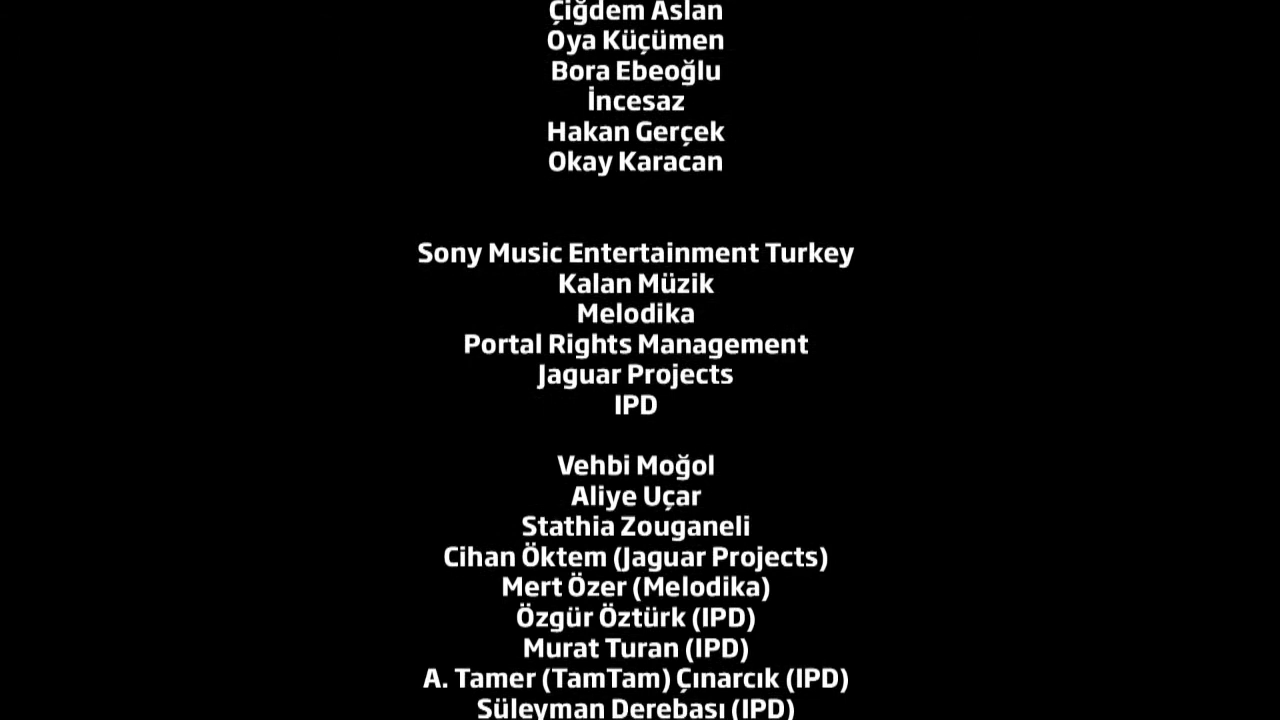 Çiğdem Aslan
Oya Küçümen
Bora Ebeoğlu
İncesaz
Hakan Gerçek
Okay Karacan
Sony Music Entertainment Turkey
Kalan Müzik
Melodika
Portal Rights Management
Jaguar Projects
IPD
Vehbi Moğol
Aliye Uçar
Stathia Zouganeli
Cihan Öktem (Jaguar Projects)
Mert Özer (Melodika)
Özgür Öztürk (IPD)
Murat Turan (IPD)
A. Tamer (TamTam) Çınarcık (IPD)
Süleyman Derebası (IPD)